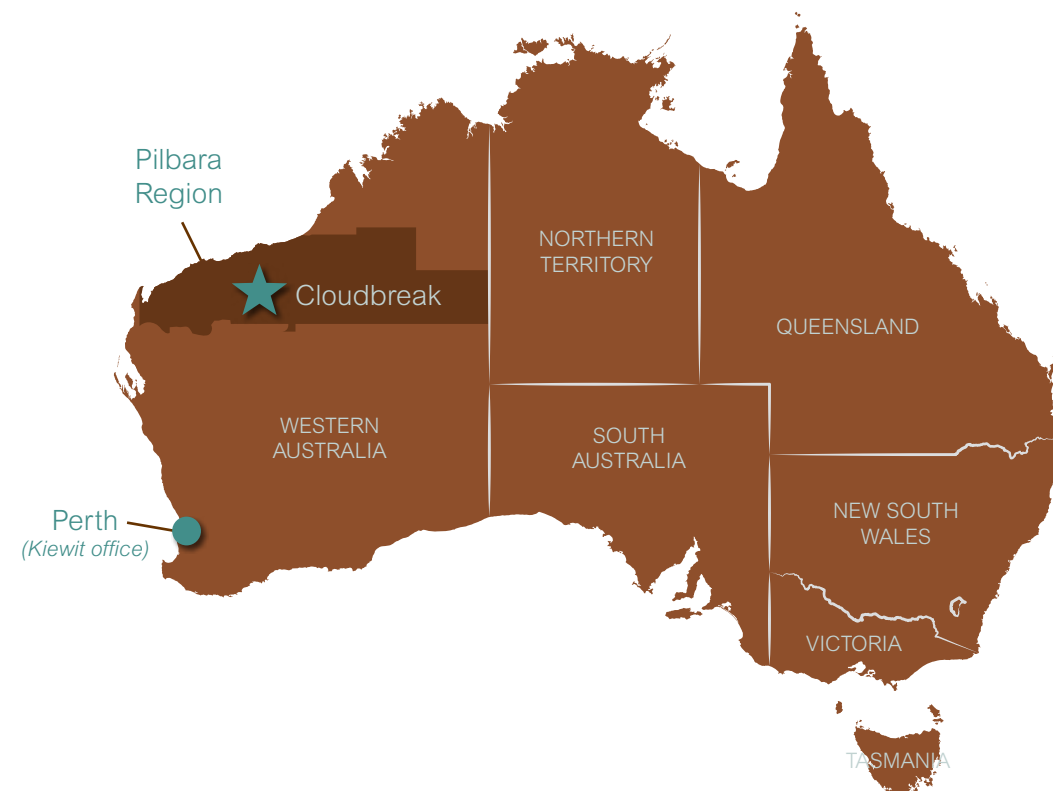 Pilbara
Region
Cloudbreak
NORTHERN
TERRITORY
QUEENSLAND
WESTERN
AUSTRALIA
SOUTH
AUSTRALIA
Perth
(Kiewit office)
NEW SOUTH
WALES
VICTORIA
TASMANIA